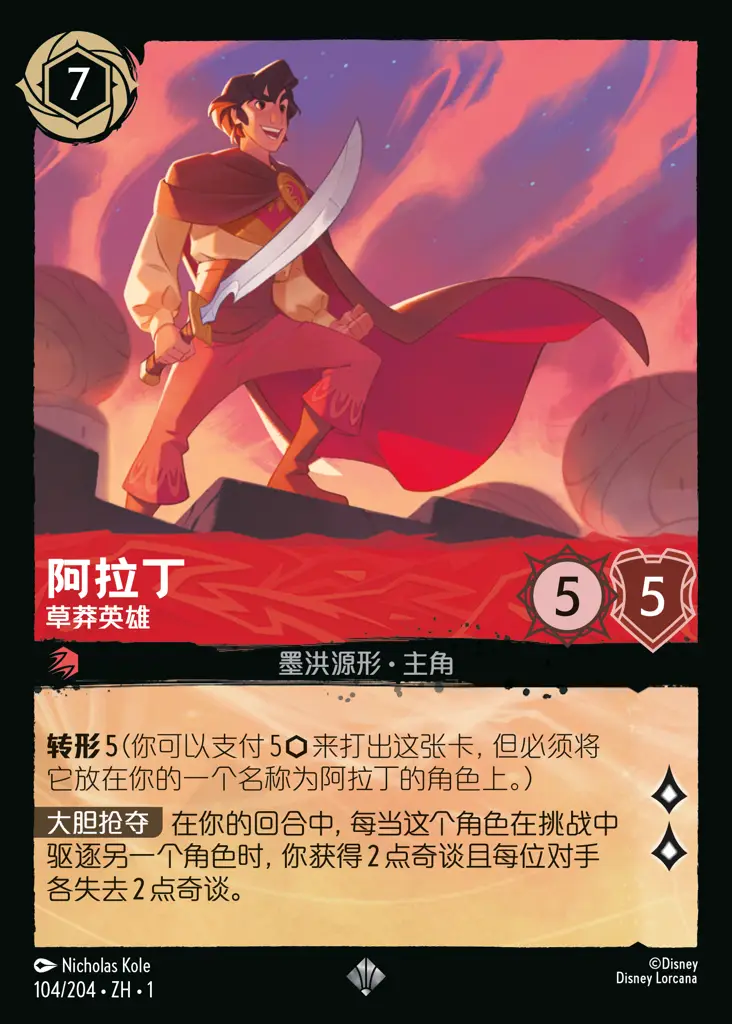 7
阿拉丁
草莽英雄
5
5
墨洪源形·主角
转形 5(你可以支付 5⬡来打出这张卡, 但必须将
它放在你的一个名称为阿拉丁的角色上。)
大胆抢夺 在你的回合中, 每当这个角色在挑战中
驱逐另一个角色时, 你获得 2 点奇谈且每位对手
各失去 2 点奇谈。
Nicholas Kole
104/204 • ZH • 1
©Disney
Disney Lorcana